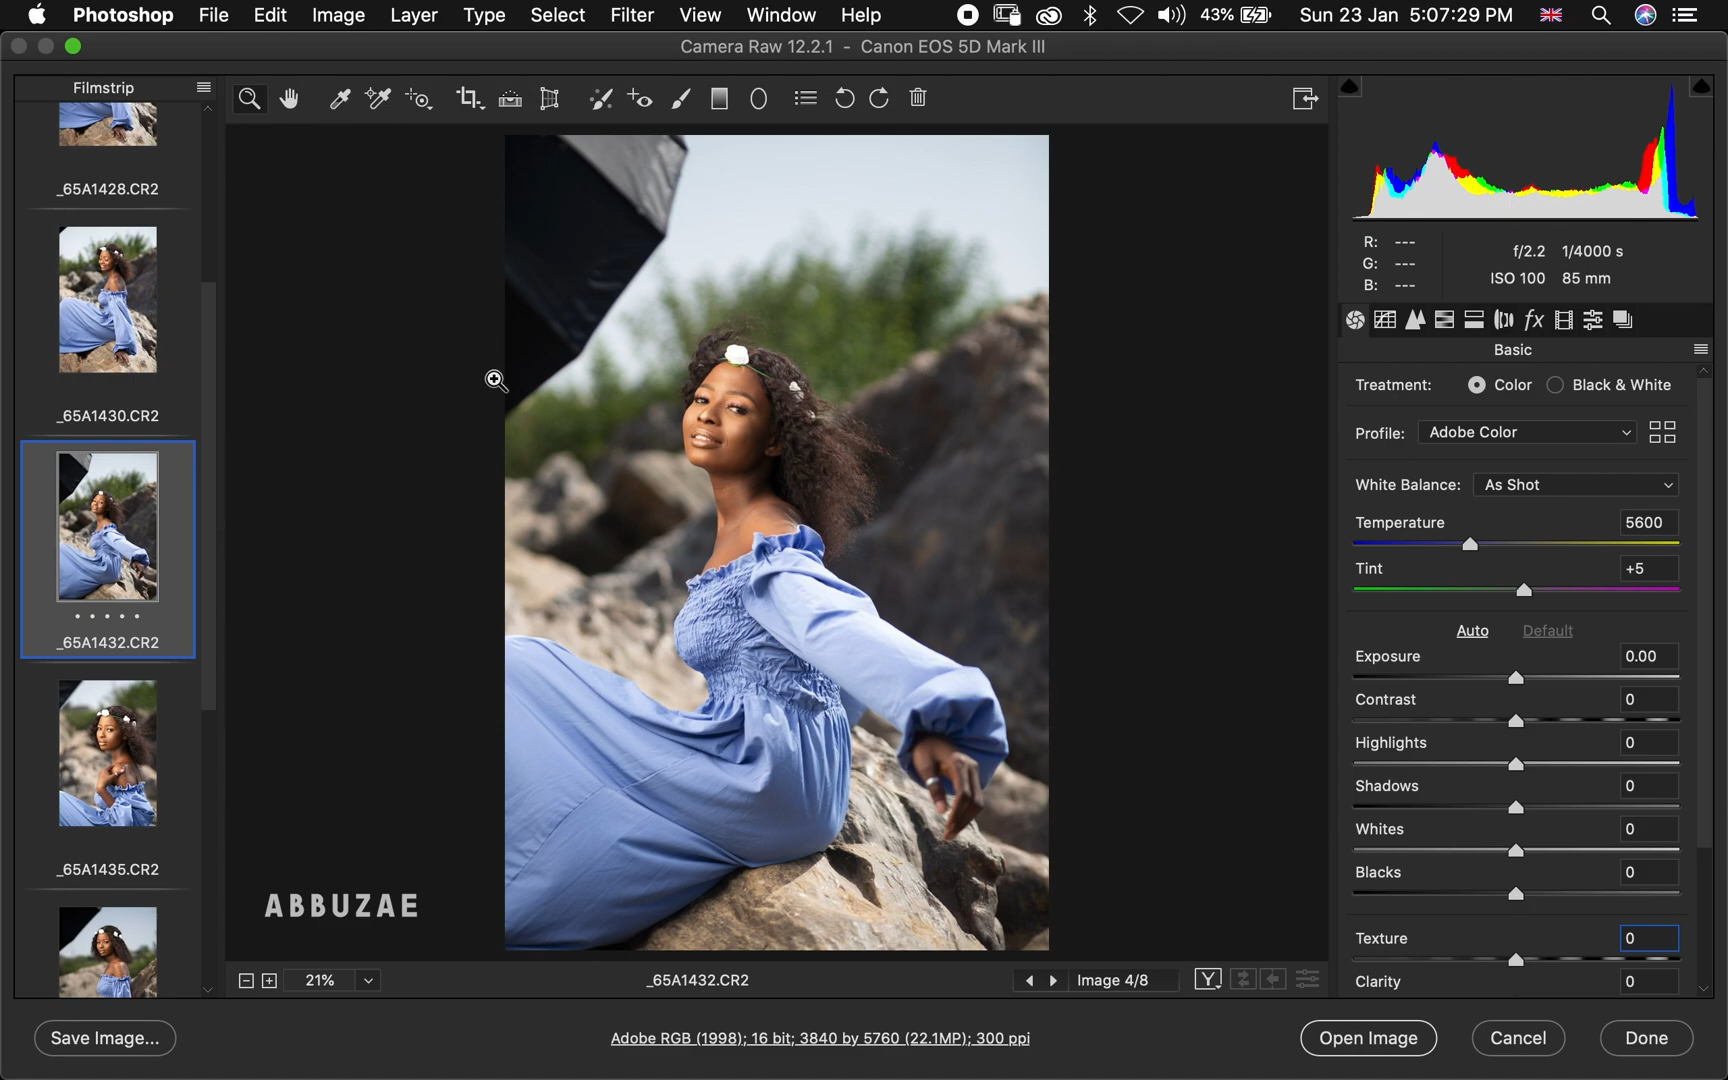 Photoshop File Edit Image Layer Type Select Filter View Window Help 43% Sun 23 Jan 5:07:29 PM
Camera Raw 12.2.1 - Canon EOS 5D Mark III
Filmstrip
_65A1428.CR2
_65A1430.CR2
_65A1432.CR2
_65A1435.CR2
ABBUZAE
21%
_65A1432.CR2
Y
Image 4/8
R: ---
G: ---
B: ---
f/2.2 1/4000 s
ISO 100 85 mm
fx
Basic
Treatment: Color Black & White
Profile: Adobe Color
White Balance: As Shot
Temperature 5600
Tint +5
Auto Default
Exposure 0.00
Contrast 0
Highlights 0
Shadows 0
Whites 0
Blacks 0
Texture 0
Clarity 0
Save Image...
Adobe RGB (1998); 16 bit; 3840 by 5760 (22.1MP); 300 ppi
Open Image Cancel Done